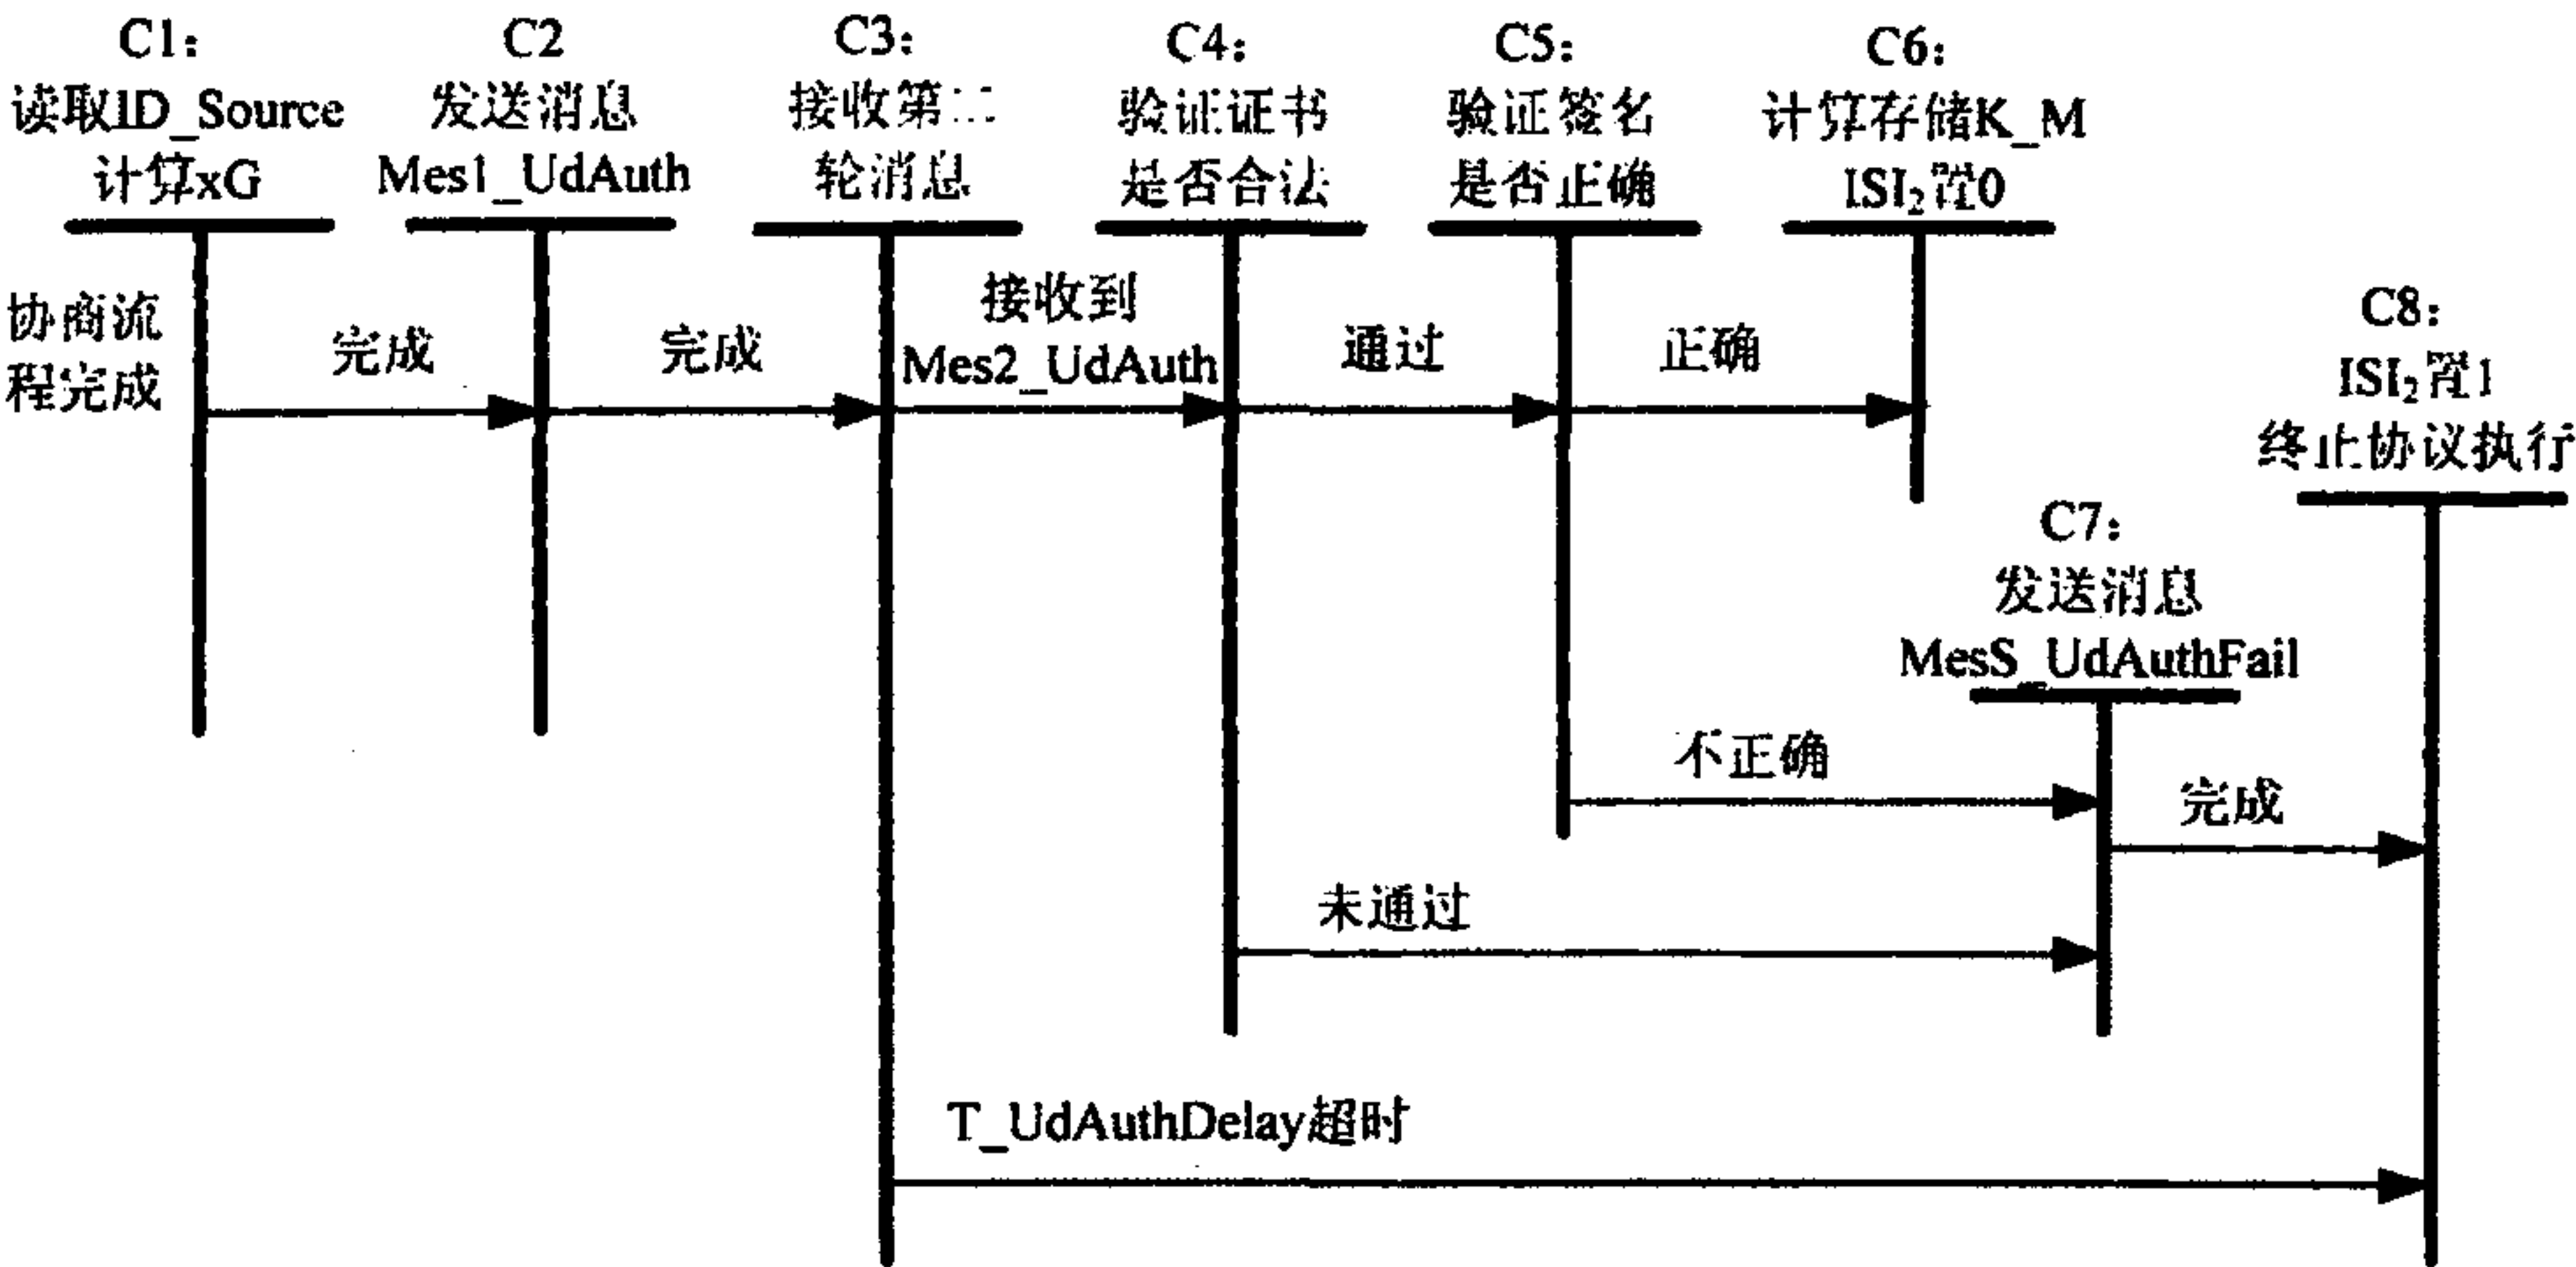 C1:
读取ID_Source
计算xG
C2
发送消息
Mes1_UdAuth
C3:
接收第二
轮消息
C4:
验证证书
是否合法
C5:
验证签名
是否正确
C6:
计算存储K_M
ISI₂置0
协商流
程完成
完成
完成
接收到
Mes2_UdAuth
通过
正确
C8:
ISI₂置1
终止协议执行
C7:
发送消息
MesS_UdAuthFail
不正确
完成
未通过
T_UdAuthDelay超时